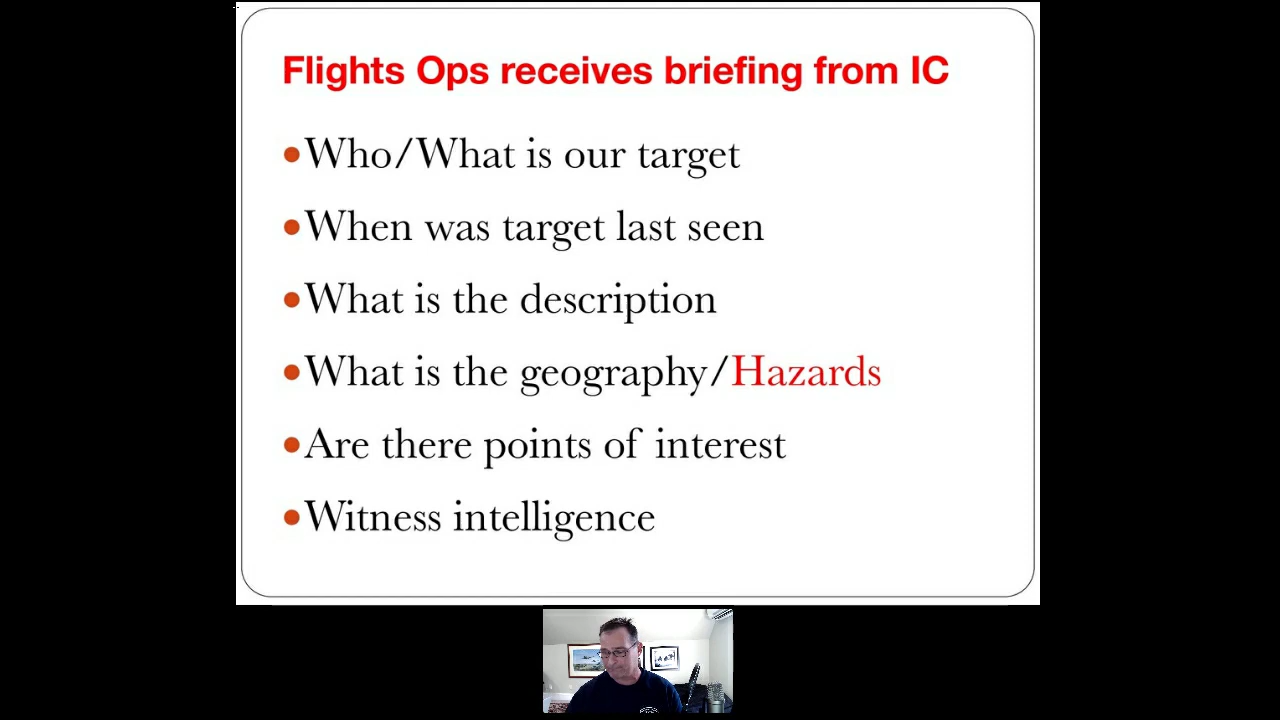 Flights Ops receives briefing from IC
•Who/What is our target
•When was target last seen
•What is the description
•What is the geography/Hazards
•Are there points of interest
•Witness intelligence